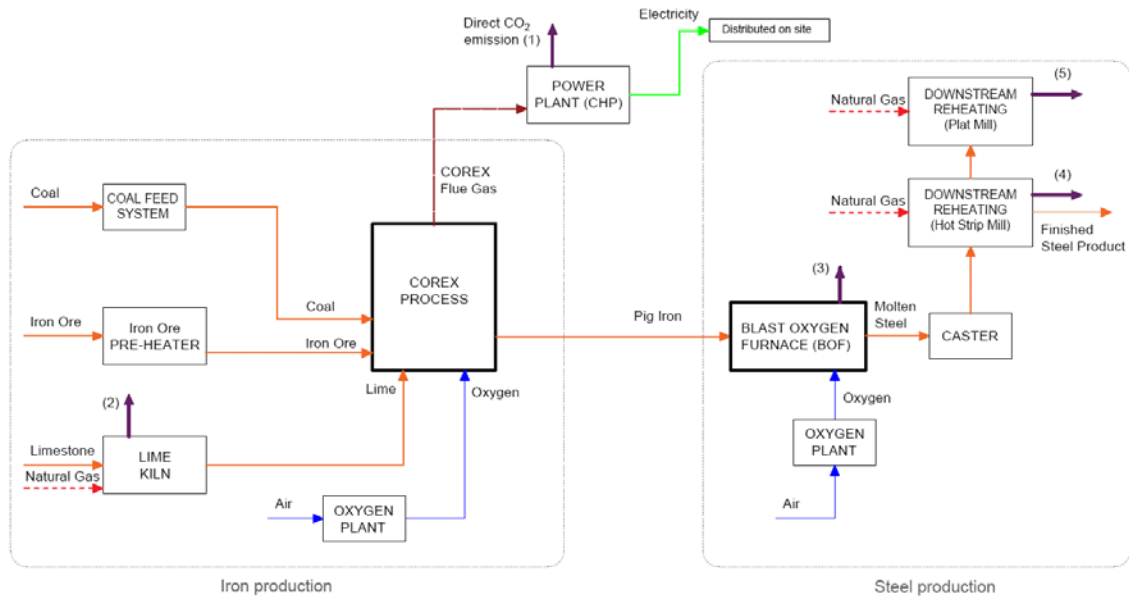 Direct CO2
emission (1)
Electricity
Distributed on site
POWER
PLANT (CHP)
COREX
Flue Gas
Coal
COAL FEED
SYSTEM
Coal
Iron Ore
Iron Ore
PRE-HEATER
Iron Ore
COREX
PROCESS
Lime
Oxygen
(2)
Limestone
Natural Gas
LIME
KILN
Air
OXYGEN
PLANT
Iron production
Pig Iron
(3)
BLAST OXYGEN
FURNACE (BOF)
Molten
Steel
CASTER
Oxygen
OXYGEN
PLANT
Air
Natural Gas
DOWNSTREAM
REHEATING
(Hot Strip Mill)
(4)
Finished
Steel Product
Natural Gas
DOWNSTREAM
REHEATING
(Plat Mill)
(5)
Steel production